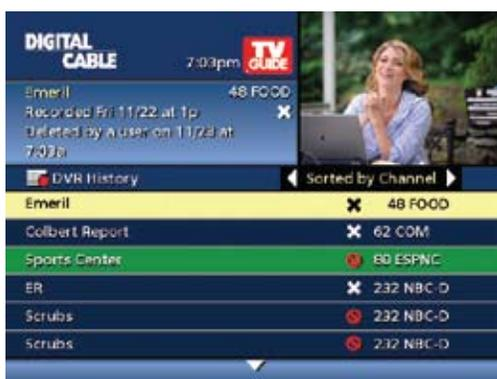 DIGITAL
CABLE
7:03pm
TV
GUIDE
Emeril 48 FOOD
Recorded Fri 11/22 at 1p
Deleted by a user on 11/23 at
7:03a
DVR History
Sorted by Channel
Emeril 48 FOOD
Colbert Report 62 COM
Sports Center 80 ESPNC
ER 232 NBC-D
Scrubs 232 NBC-D
Scrubs 232 NBC-D